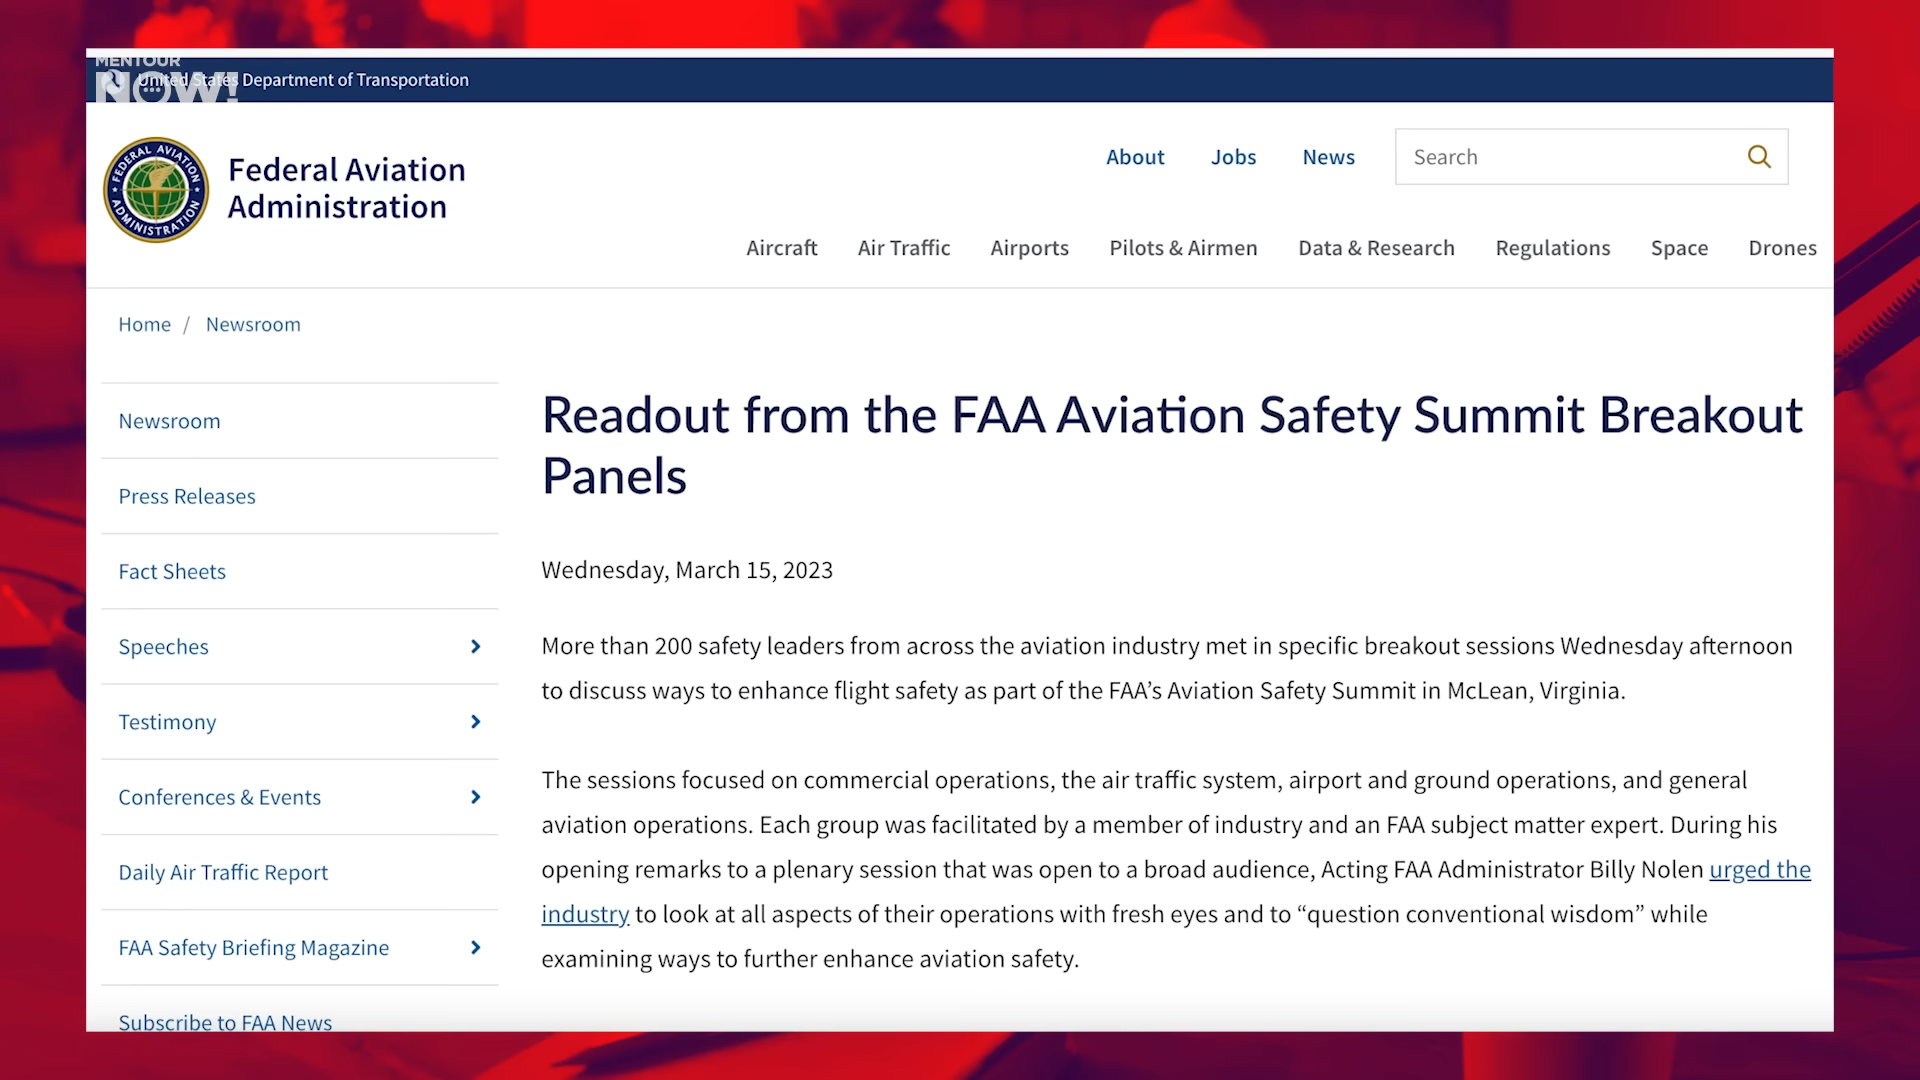 MENTOUR
NOW!
United States Department of Transportation
FEDERAL AVIATION
ADMINISTRATION
Federal Aviation
Administration
About Jobs News Search
Aircraft Air Traffic Airports Pilots & Airmen Data & Research Regulations Space Drones
Home / Newsroom
Newsroom
Press Releases
Fact Sheets
Speeches
Testimony
Conferences & Events
Daily Air Traffic Report
FAA Safety Briefing Magazine
Subscribe to FAA News
Readout from the FAA Aviation Safety Summit Breakout
Panels
Wednesday, March 15, 2023
More than 200 safety leaders from across the aviation industry met in specific breakout sessions Wednesday afternoon
to discuss ways to enhance flight safety as part of the FAA’s Aviation Safety Summit in McLean, Virginia.
The sessions focused on commercial operations, the air traffic system, airport and ground operations, and general
aviation operations. Each group was facilitated by a member of industry and an FAA subject matter expert. During his
opening remarks to a plenary session that was open to a broad audience, Acting FAA Administrator Billy Nolen urged the
industry to look at all aspects of their operations with fresh eyes and to “question conventional wisdom” while
examining ways to further enhance aviation safety.